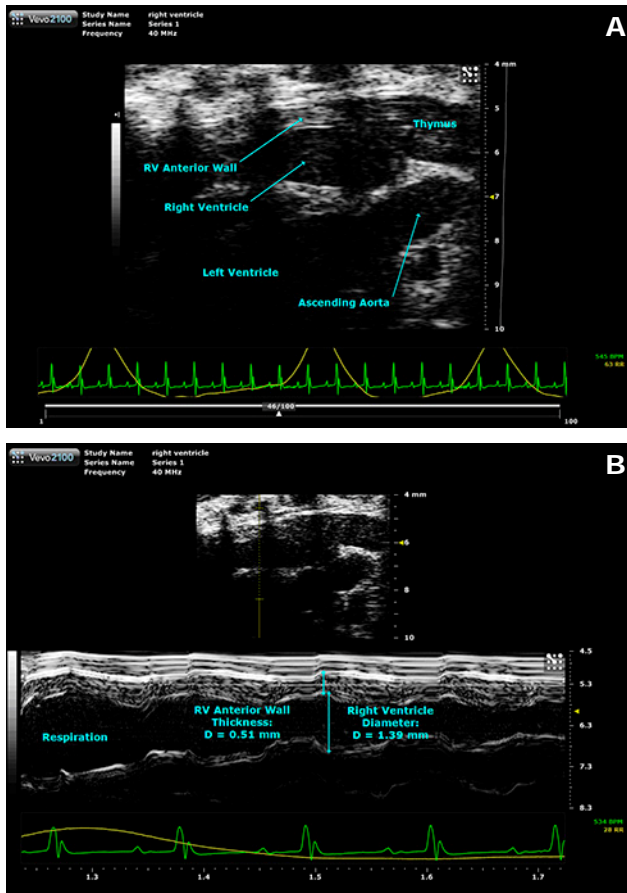 Vevo2100
Study Name right ventricle
Series Name Series 1
Frequency 40 MHz
A
4 mm
5
Thymus
6
RV Anterior Wall
7
Right Ventricle
8
Left Ventricle
9
Ascending Aorta
10
545 BPM
63 RR
46/100
1 100
Vevo2100
Study Name right ventricle
Series Name Series 1
Frequency 40 MHz
B
4 mm
6
8
10
4.5
5.3
RV Anterior Wall
Thickness:
D = 0.51 mm
Right Ventricle
Diameter:
D = 1.39 mm
6.3
Respiration
7.3
8.3
534 BPM
28 RR
1.3 1.4 1.5 1.6 1.7